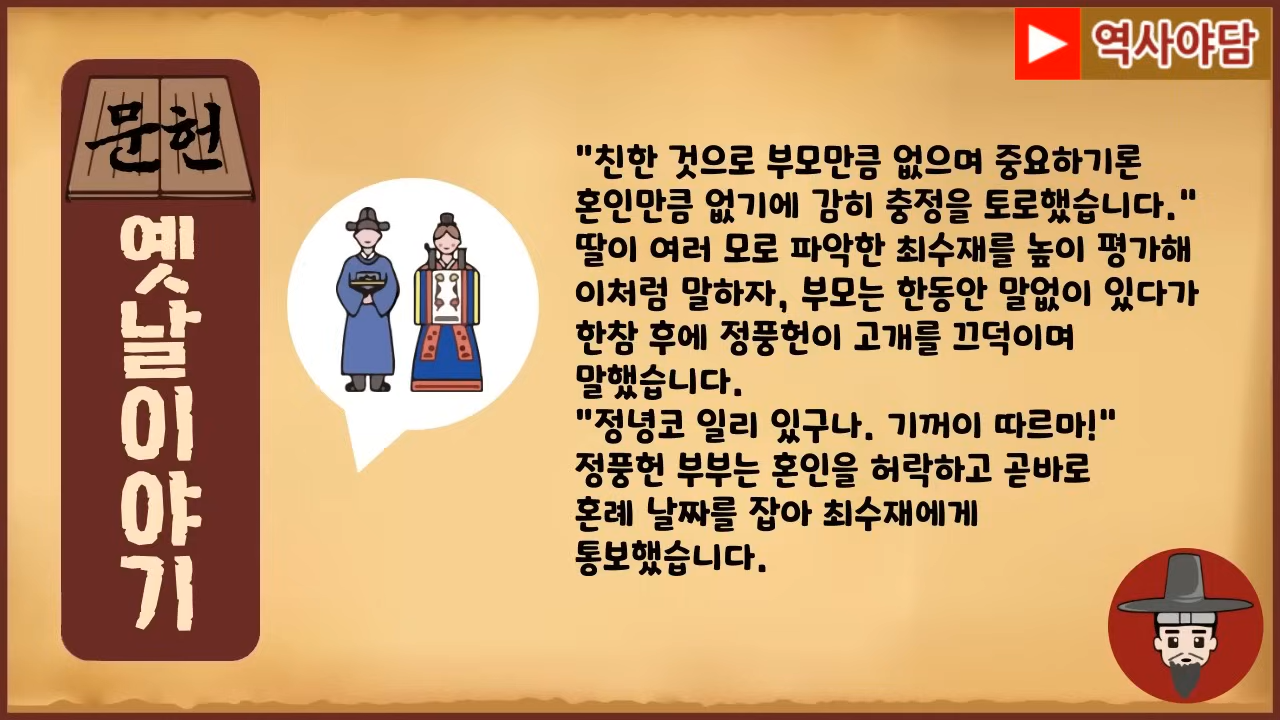 역사야담
문헌
옛날이야기
"친한 것으로 부모만큼 없으며 중요하기론
혼인만큼 없기에 감히 충정을 토로했습니다."
딸이 여러 모로 파악한 최수재를 높이 평가해
이처럼 말하자, 부모는 한동안 말없이 있다가
한참 후에 정풍헌이 고개를 끄덕이며
말했습니다.
"정녕코 일리 있구나. 기꺼이 따르마!"
정풍헌 부부는 혼인을 허락하고 곧바로
혼례 날짜를 잡아 최수재에게
통보했습니다.